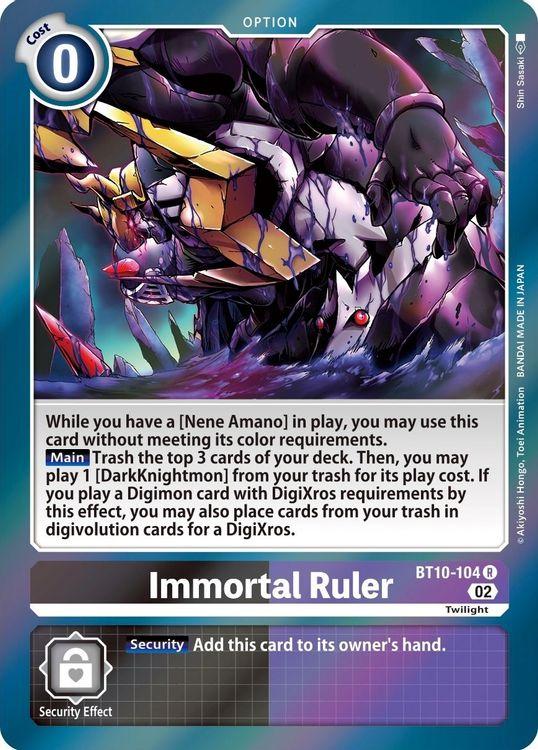 OPTION
Cost
0
Shin Sasaki
While you have a [Nene Amano] in play, you may use this
card without meeting its color requirements.
Main Trash the top 3 cards of your deck. Then, you may
play 1 [DarkKnightmon] from your trash for its play cost. If
you play a Digimon card with DigiXros requirements by
this effect, you may also place cards from your trash in
digivolution cards for a DigiXros.
© Akiyoshi Hongo, Toei Animation BANDAI MADE IN JAPAN
Immortal Ruler
BT10-104 R
02
Twilight
Security Add this card to its owner's hand.
Security Effect